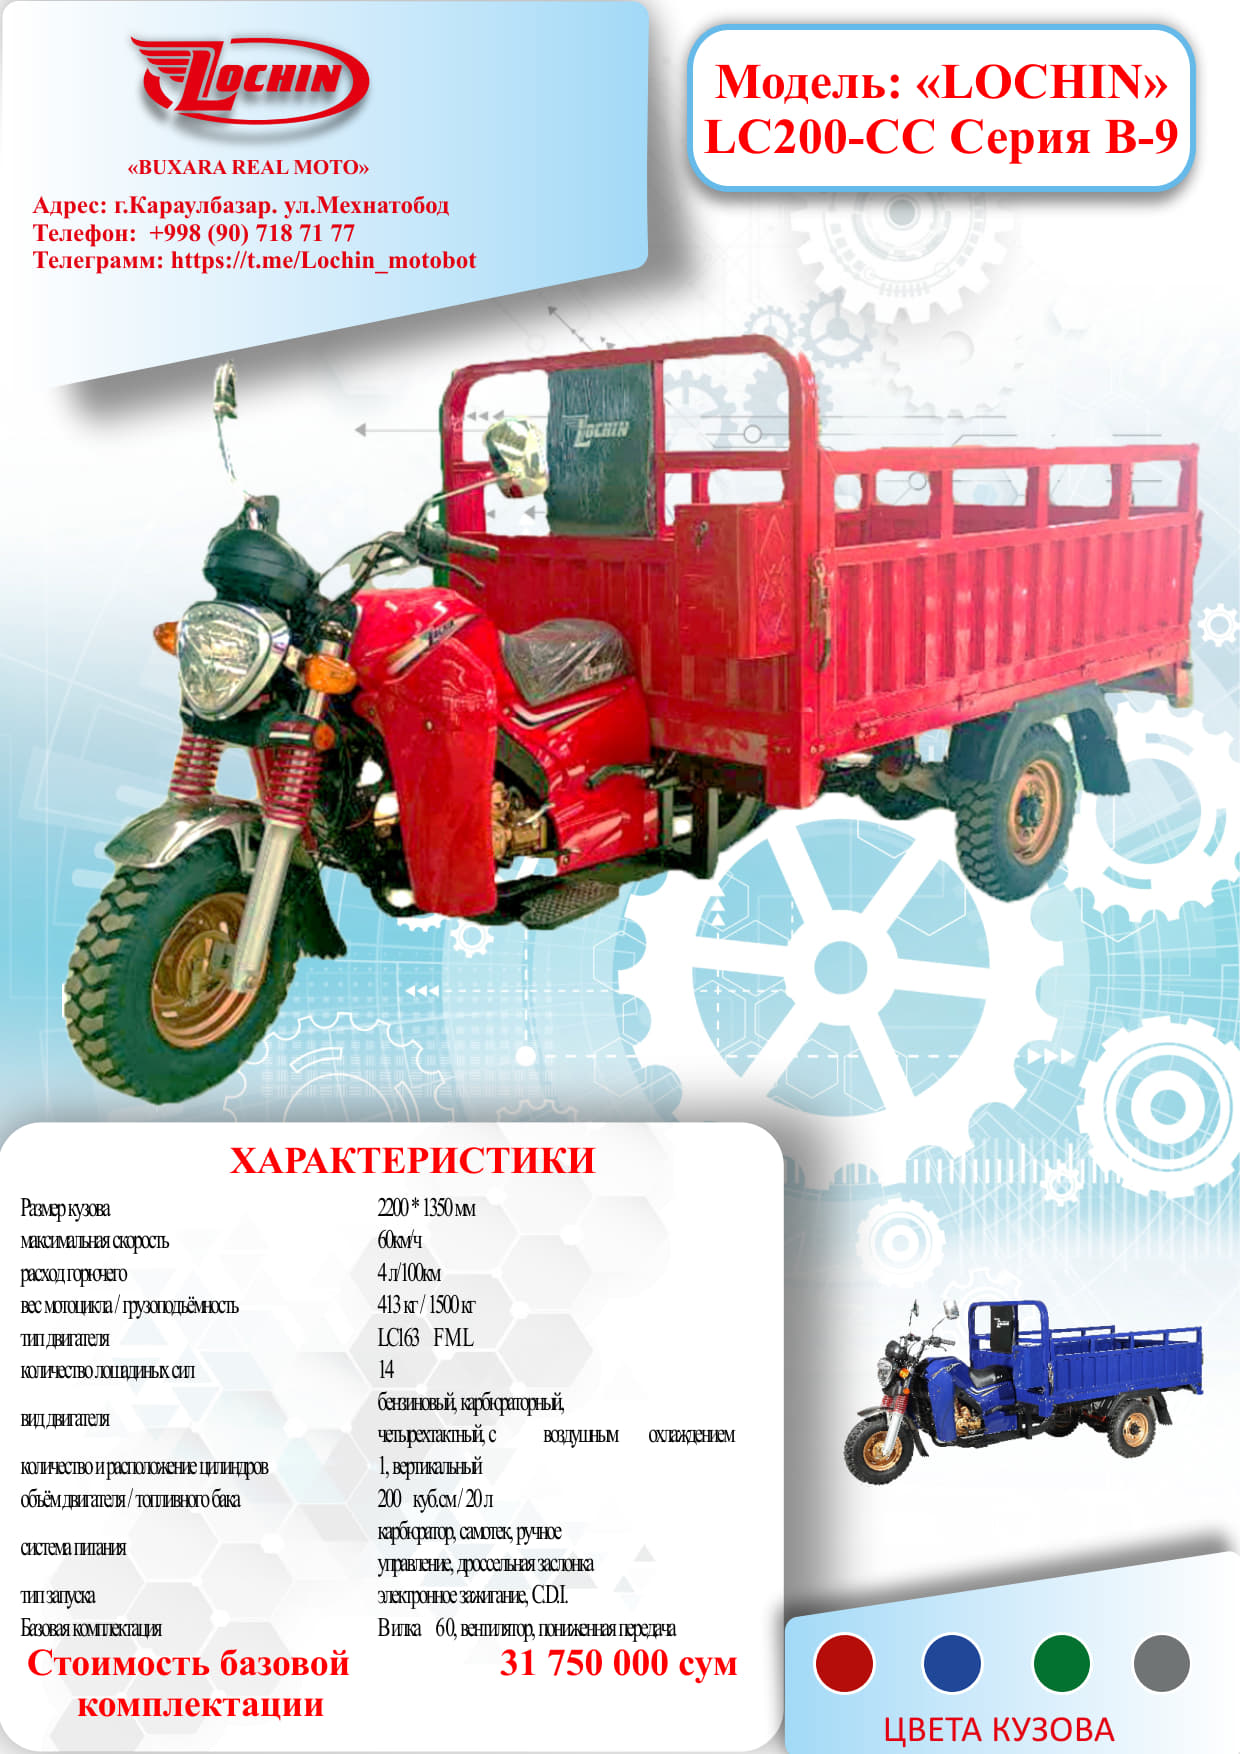 LOCHIN
«BUXARA REAL MOTO»
Адрес: г.Караулбазар. ул.Мехнатобод
Телефон: +998 (90) 718 71 77
Телеграмм: https://t.me/Lochin_motobot
Модель: «LOCHIN»
LC200-CC Серия B-9
LOCHIN
LOCHIN
LOCHIN
ХАРАКТЕРИСТИКИ
Размер кузова 2200 * 1350 мм
максимальная скорость 60км/ч
расход горючего 4 л/100км
вес мотоцикла / грузоподъёмность 413 кг / 1500 кг
тип двигателя LC163 FML
количество лошадиных сил 14
вид двигателя бензиновый, карбюраторный,
четырехтактный, с воздушным охлаждением
количество и расположение цилиндров 1, вертикальный
объём двигателя / топливного бака 200 куб.см / 20 л
система питания карбюратор, самотек, ручное
управление, дроссельная заслонка
тип запуска электронное зажигание, C.D.I.
Базовая комплектация Вилка 60, вентилятор, пониженная передача
Стоимость базовой 31 750 000 сум
комплектации
ЦВЕТА КУЗОВА